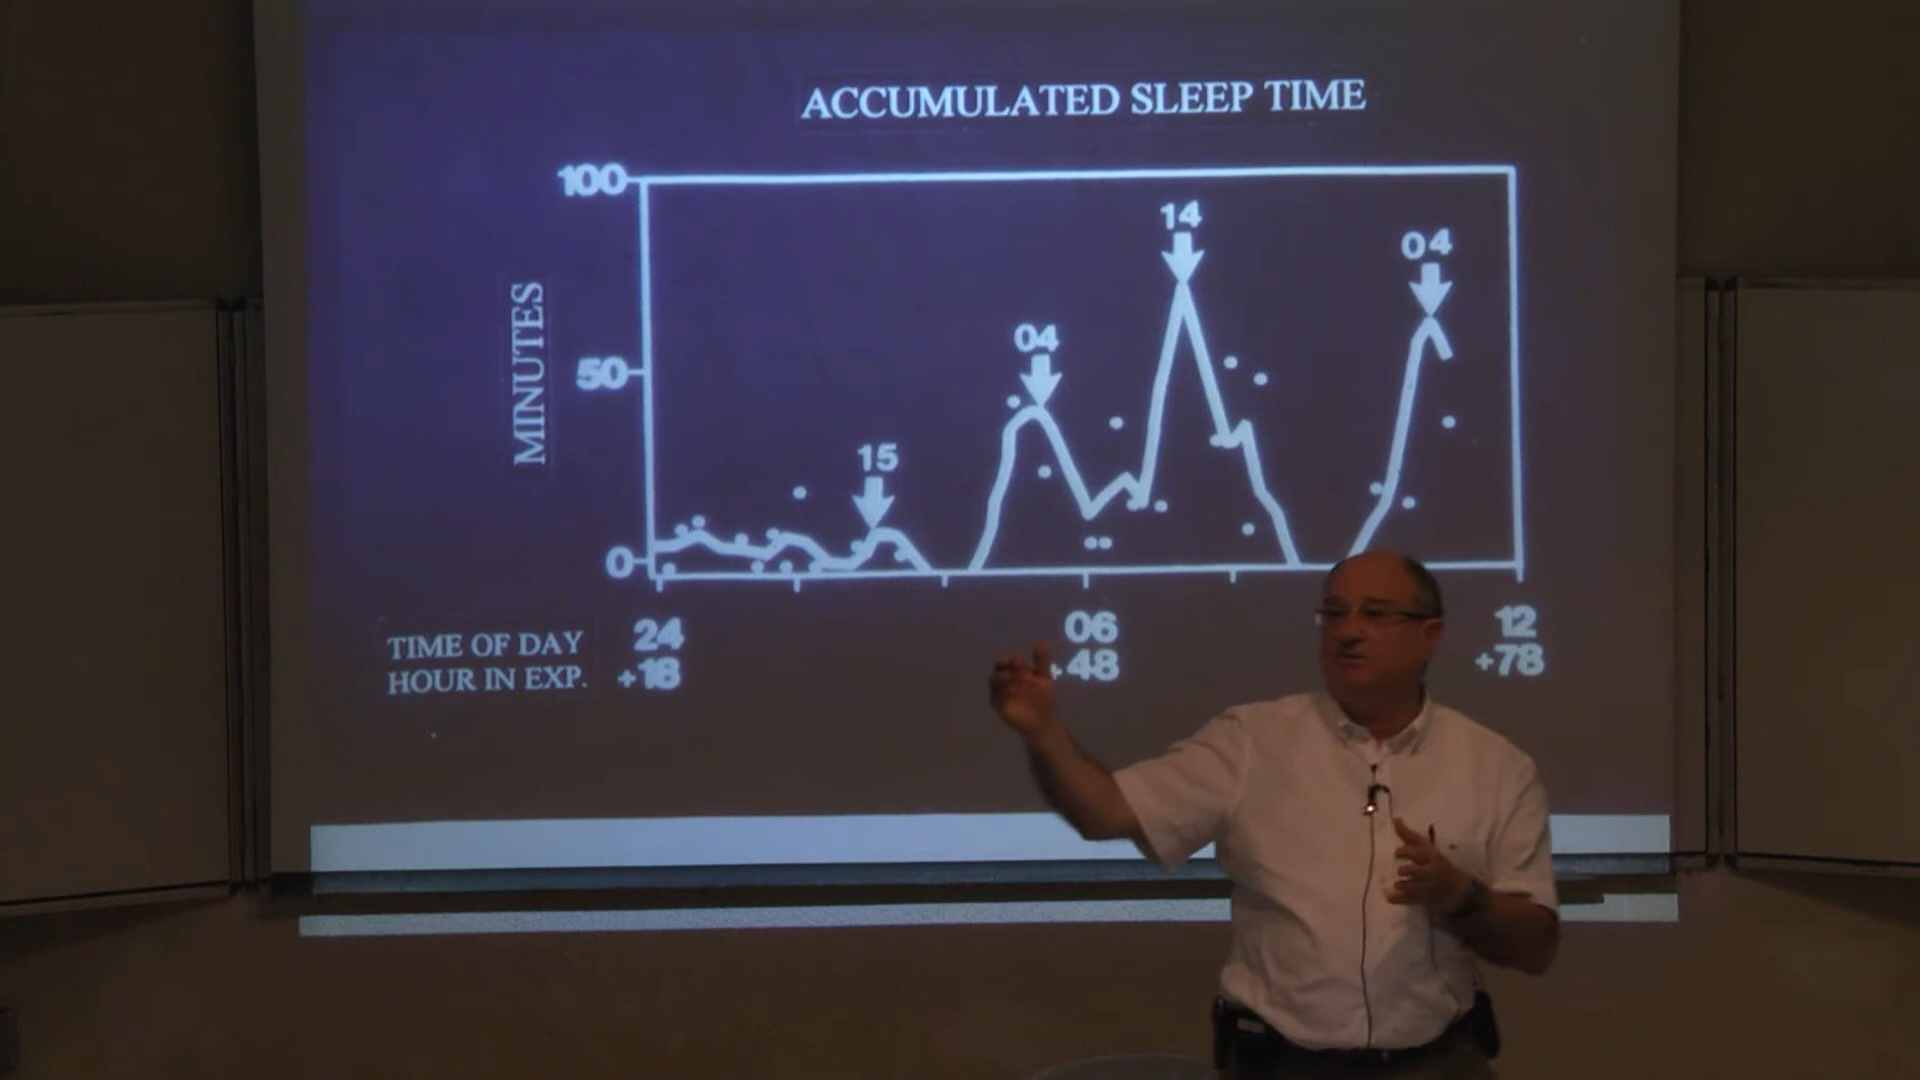 ACCUMULATED SLEEP TIME
100
14
04
04
MINUTES
50
15
0
TIME OF DAY 24 06 12
HOUR IN EXP. +18 +48 +78